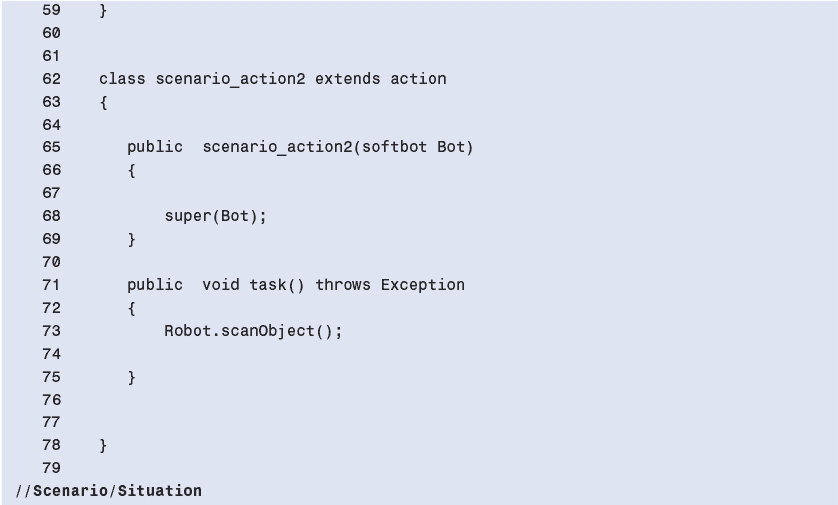 59    }
60
61
62    class scenario_action2 extends action
63    {
64
65       public  scenario_action2(softbot Bot)
66       {
67
68           super(Bot);
69       }
70
71       public  void task() throws Exception
72       {
73           Robot.scanObject();
74
75       }
76
77
78    }
79
//Scenario/Situation